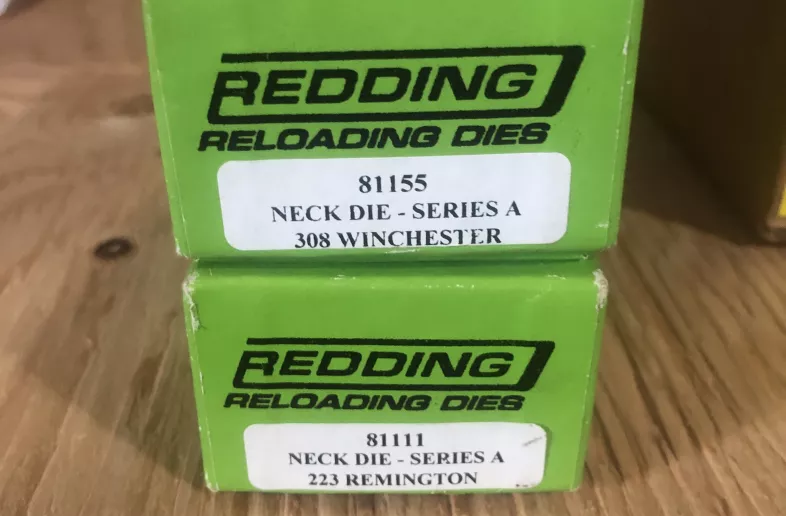 REDDING
RELOADING DIES
81155
NECK DIE - SERIES A
308 WINCHESTER
REDDING
RELOADING DIES
81111
NECK DIE - SERIES A
223 REMINGTON